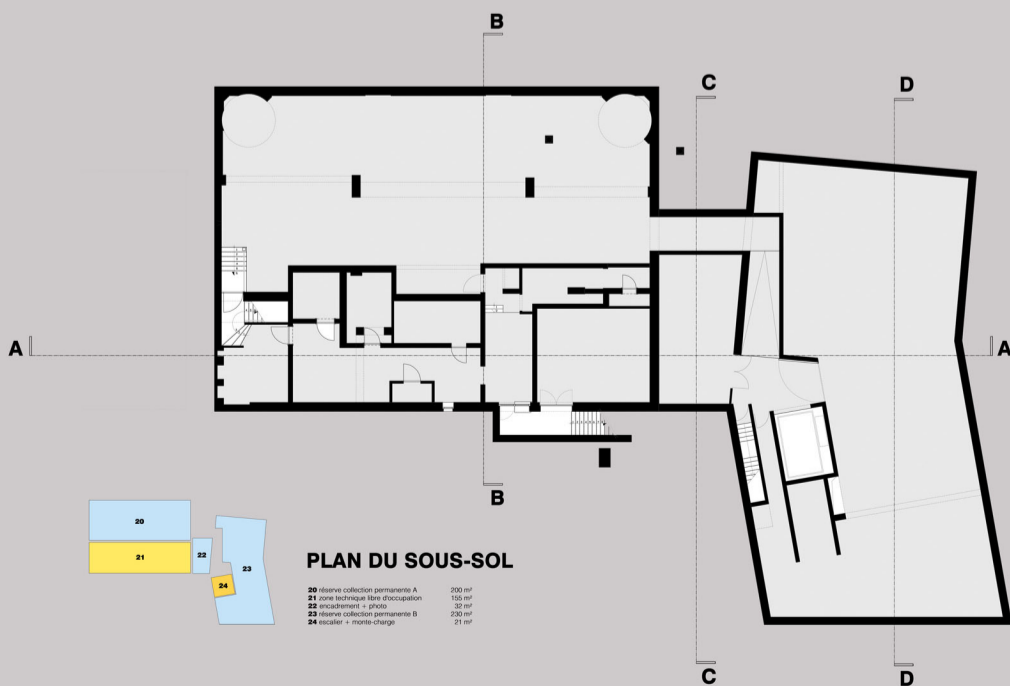 B
C
D
A
A
B
C
D
20
21
22
23
24
PLAN DU SOUS-SOL
20 réserve collection permanente A 200 m²
21 zone technique libre d'occupation 155 m²
22 encadrement + photo 32 m²
23 réserve collection permanente B 230 m²
24 escalier + monte-charge 21 m²